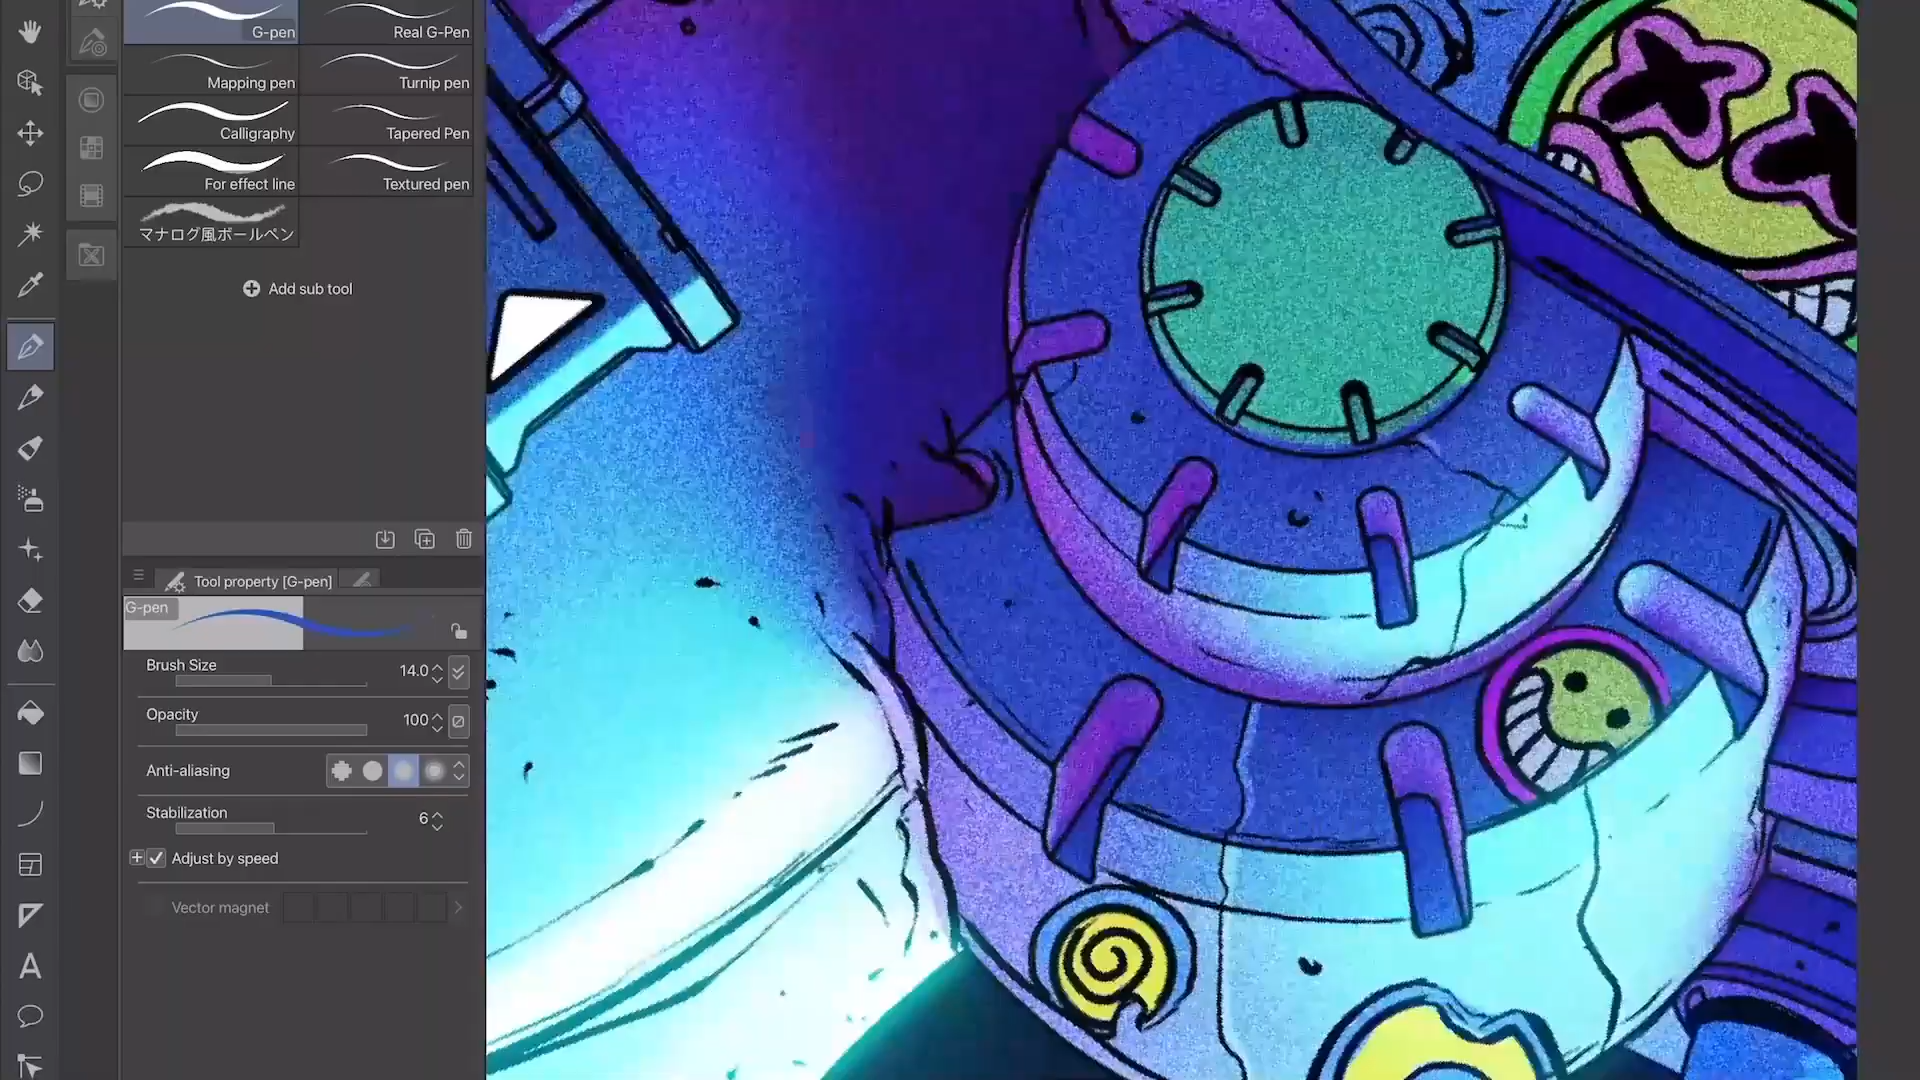 G-pen
Real G-Pen
Mapping pen
Turnip pen
Calligraphy
Tapered Pen
For effect line
Textured pen
マナログ風ボールペン
Add sub tool
Tool property [G-pen]
G-pen
Brush Size
14.0
Opacity
100
Anti-aliasing
Stabilization
6
Adjust by speed
Vector magnet